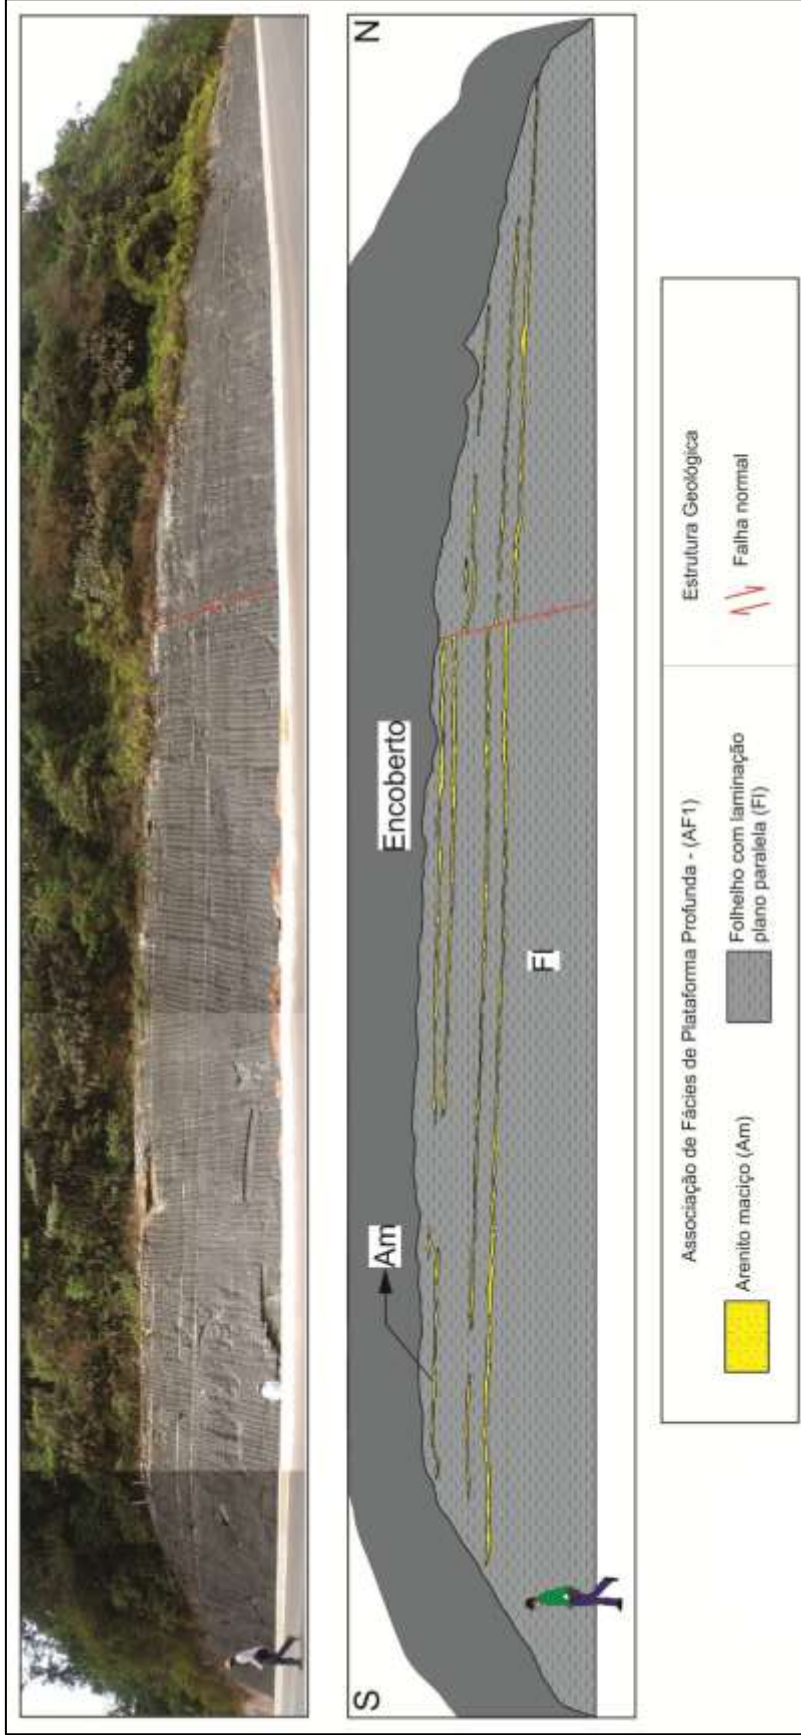 S
N
Encoberto
Am
Fl
Associação de Fácies de Plataforma Profunda - (AF1)
Estrutura Geológica
Arenito maciço (Am)
Folhelho com laminação
plano paralela (Fl)
Falha normal